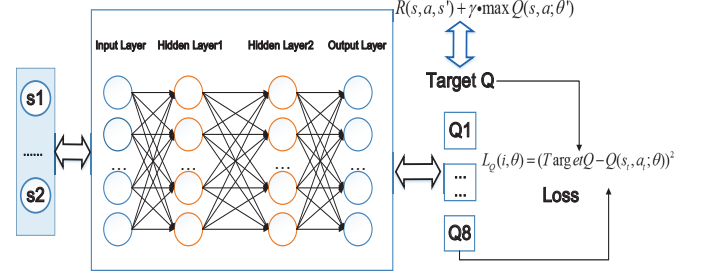 R(s,a,s')+γ•max Q(s,a;θ')
Input Layer Hidden Layer1 Hidden Layer2 Output Layer
Target Q
s1
......
s2
...
...
...
...
Q1
...
...
Q8
L_Q(i,θ)=(TargetQ−Q(s_t,a_t;θ))²
Loss